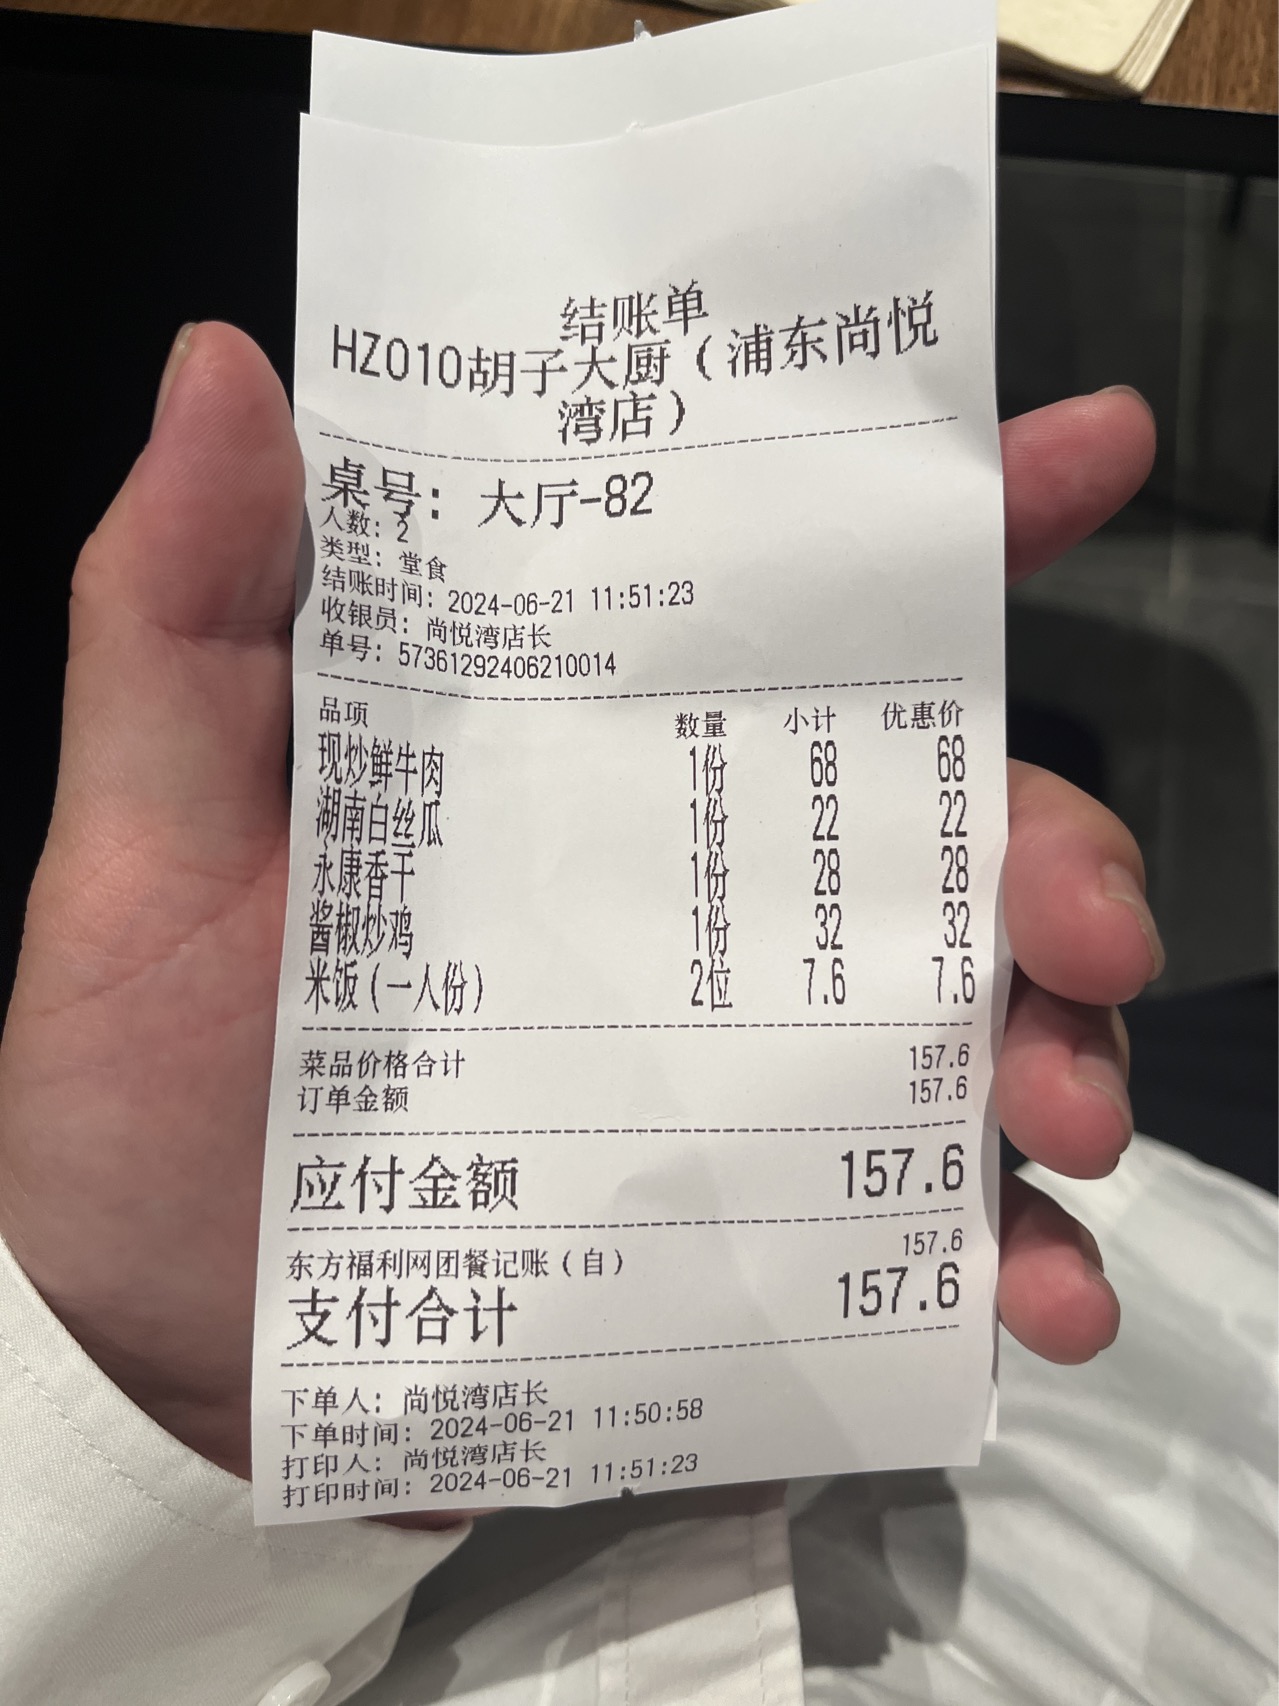 结账单
HZ010胡子大厨（浦东尚悦
湾店）
桌号：大厅-82
人数：2
类型：堂食
结账时间：2024-06-21 11:51:23
收银员：尚悦湾店长
单号：57361292406210014
品项 数量 小计 优惠价
现炒鲜牛肉 1份 68 68
湖南白丝瓜 1份 22 22
永康香干 1份 28 28
酱椒炒鸡 1份 32 32
米饭（一人份） 2位 7.6 7.6
菜品价格合计 157.6
订单金额 157.6
应付金额 157.6
东方福利网团餐记账（自） 157.6
支付合计 157.6
下单人：尚悦湾店长
下单时间：2024-06-21 11:50:58
打印人：尚悦湾店长
打印时间：2024-06-21 11:51:23